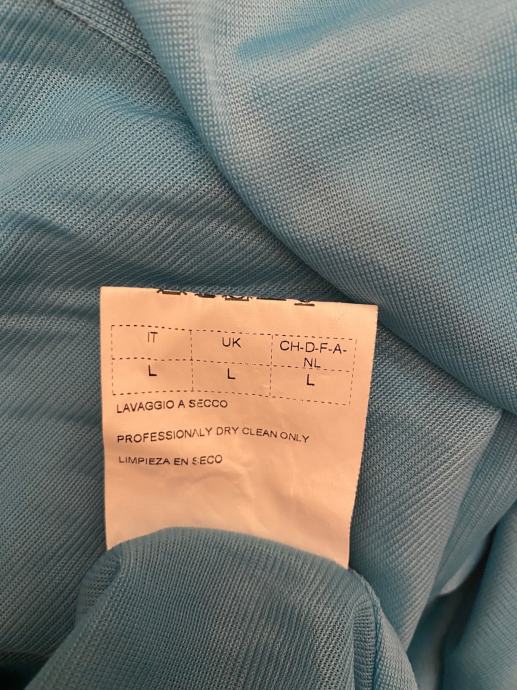 IT UK CH-D-F-A-
NL
L L L
LAVAGGIO A SECCO
PROFESSIONALY DRY CLEAN ONLY
LIMPIEZA EN SECO